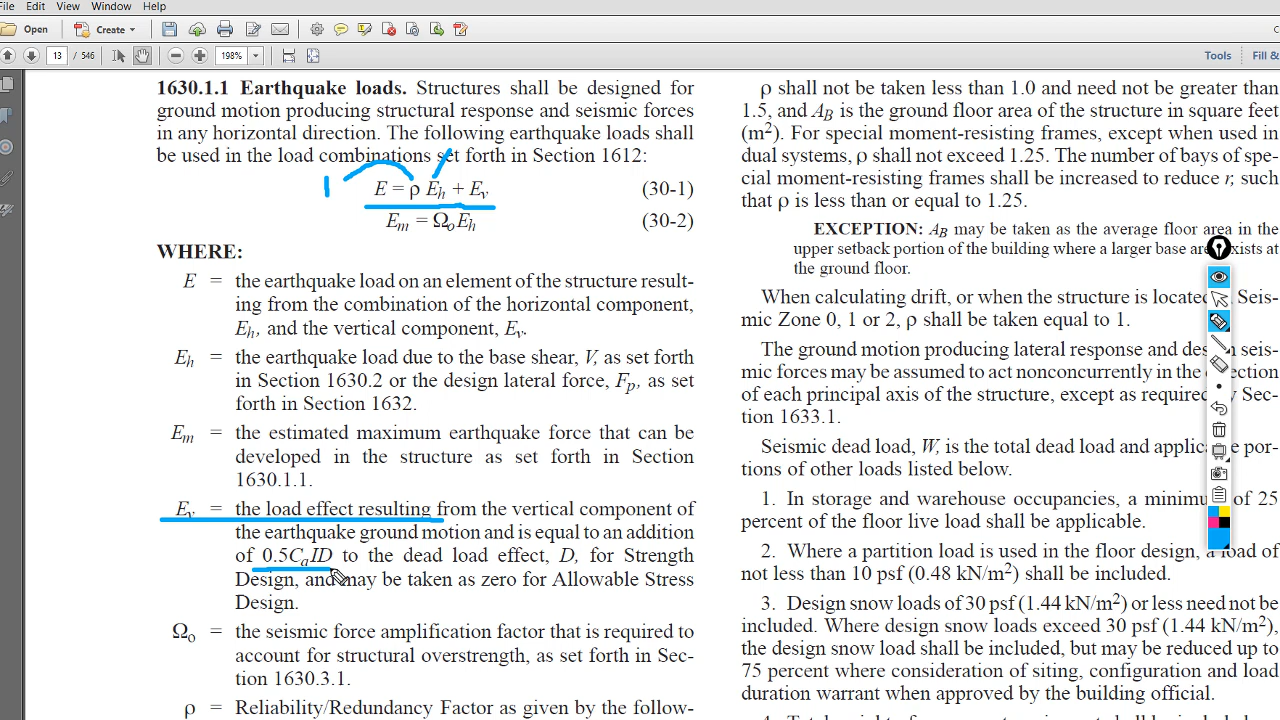 File Edit View Window Help
Open Create Tools Fill &
13 / 546 198%
1630.1.1 Earthquake loads. Structures shall be designed for
ground motion producing structural response and seismic forces
in any horizontal direction. The following earthquake loads shall
be used in the load combinations set forth in Section 1612:
1
E = ρ Eh + Ev (30-1)
Em = ΩoEh (30-2)
WHERE:
E = the earthquake load on an element of the structure result-
ing from the combination of the horizontal component,
Eh, and the vertical component, Ev.
Eh = the earthquake load due to the base shear, V, as set forth
in Section 1630.2 or the design lateral force, Fp, as set
forth in Section 1632.
Em = the estimated maximum earthquake force that can be
developed in the structure as set forth in Section
1630.1.1.
Ev = the load effect resulting from the vertical component of
the earthquake ground motion and is equal to an addition
of 0.5CaID to the dead load effect, D, for Strength
Design, and may be taken as zero for Allowable Stress
Design.
Ωo = the seismic force amplification factor that is required to
account for structural overstrength, as set forth in Sec-
tion 1630.3.1.
ρ = Reliability/Redundancy Factor as given by the follow-
ρ shall not be taken less than 1.0 and need not be greater than
1.5, and AB is the ground floor area of the structure in square feet
(m²). For special moment-resisting frames, except when used in
dual systems, ρ shall not exceed 1.25. The number of bays of spe-
cial moment-resisting frames shall be increased to reduce r, such
that ρ is less than or equal to 1.25.
EXCEPTION: AB may be taken as the average floor area in the
upper setback portion of the building where a larger base area exists at
the ground floor.
When calculating drift, or when the structure is located Seis-
mic Zone 0, 1 or 2, ρ shall be taken equal to 1.
The ground motion producing lateral response and design seis-
mic forces may be assumed to act nonconcurrently in the direction
of each principal axis of the structure, except as required by Sec-
tion 1633.1.
Seismic dead load, W, is the total dead load and applicable por-
tions of other loads listed below.
1. In storage and warehouse occupancies, a minimum of 25
percent of the floor live load shall be applicable.
2. Where a partition load is used in the floor design, a load of
not less than 10 psf (0.48 kN/m²) shall be included.
3. Design snow loads of 30 psf (1.44 kN/m²) or less need not be
included. Where design snow loads exceed 30 psf (1.44 kN/m²),
the design snow load shall be included, but may be reduced up to
75 percent where consideration of siting, configuration and load
duration warrant when approved by the building official.